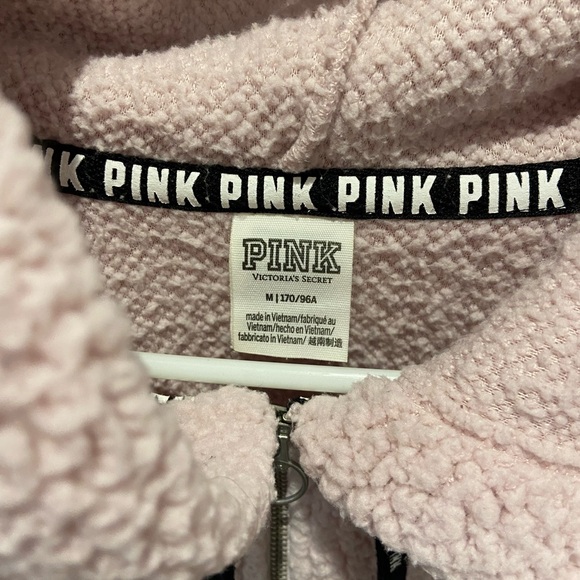 PINK PINK PINK PINK
PINK
VICTORIA'S SECRET
M | 170/96A
made in Vietnam/fabriqué au
Vietnam/hecho en Vietnam/
fabbricato in Vietnam/越南制造